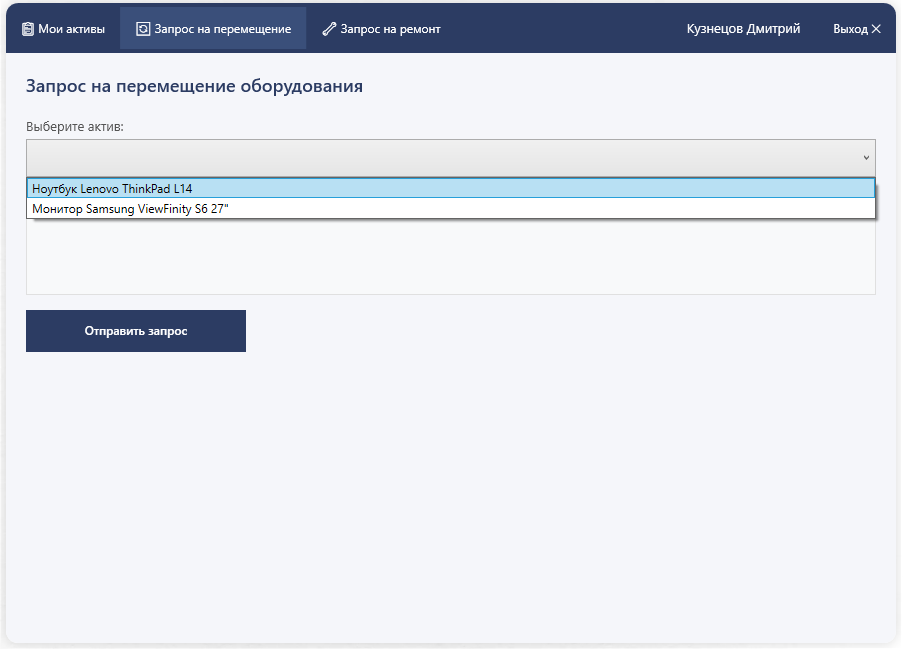 Мои активы Запрос на перемещение Запрос на ремонт Кузнецов Дмитрий Выход
Запрос на перемещение оборудования
Выберите актив:
Ноутбук Lenovo ThinkPad L14
Монитор Samsung ViewFinity S6 27"
Отправить запрос